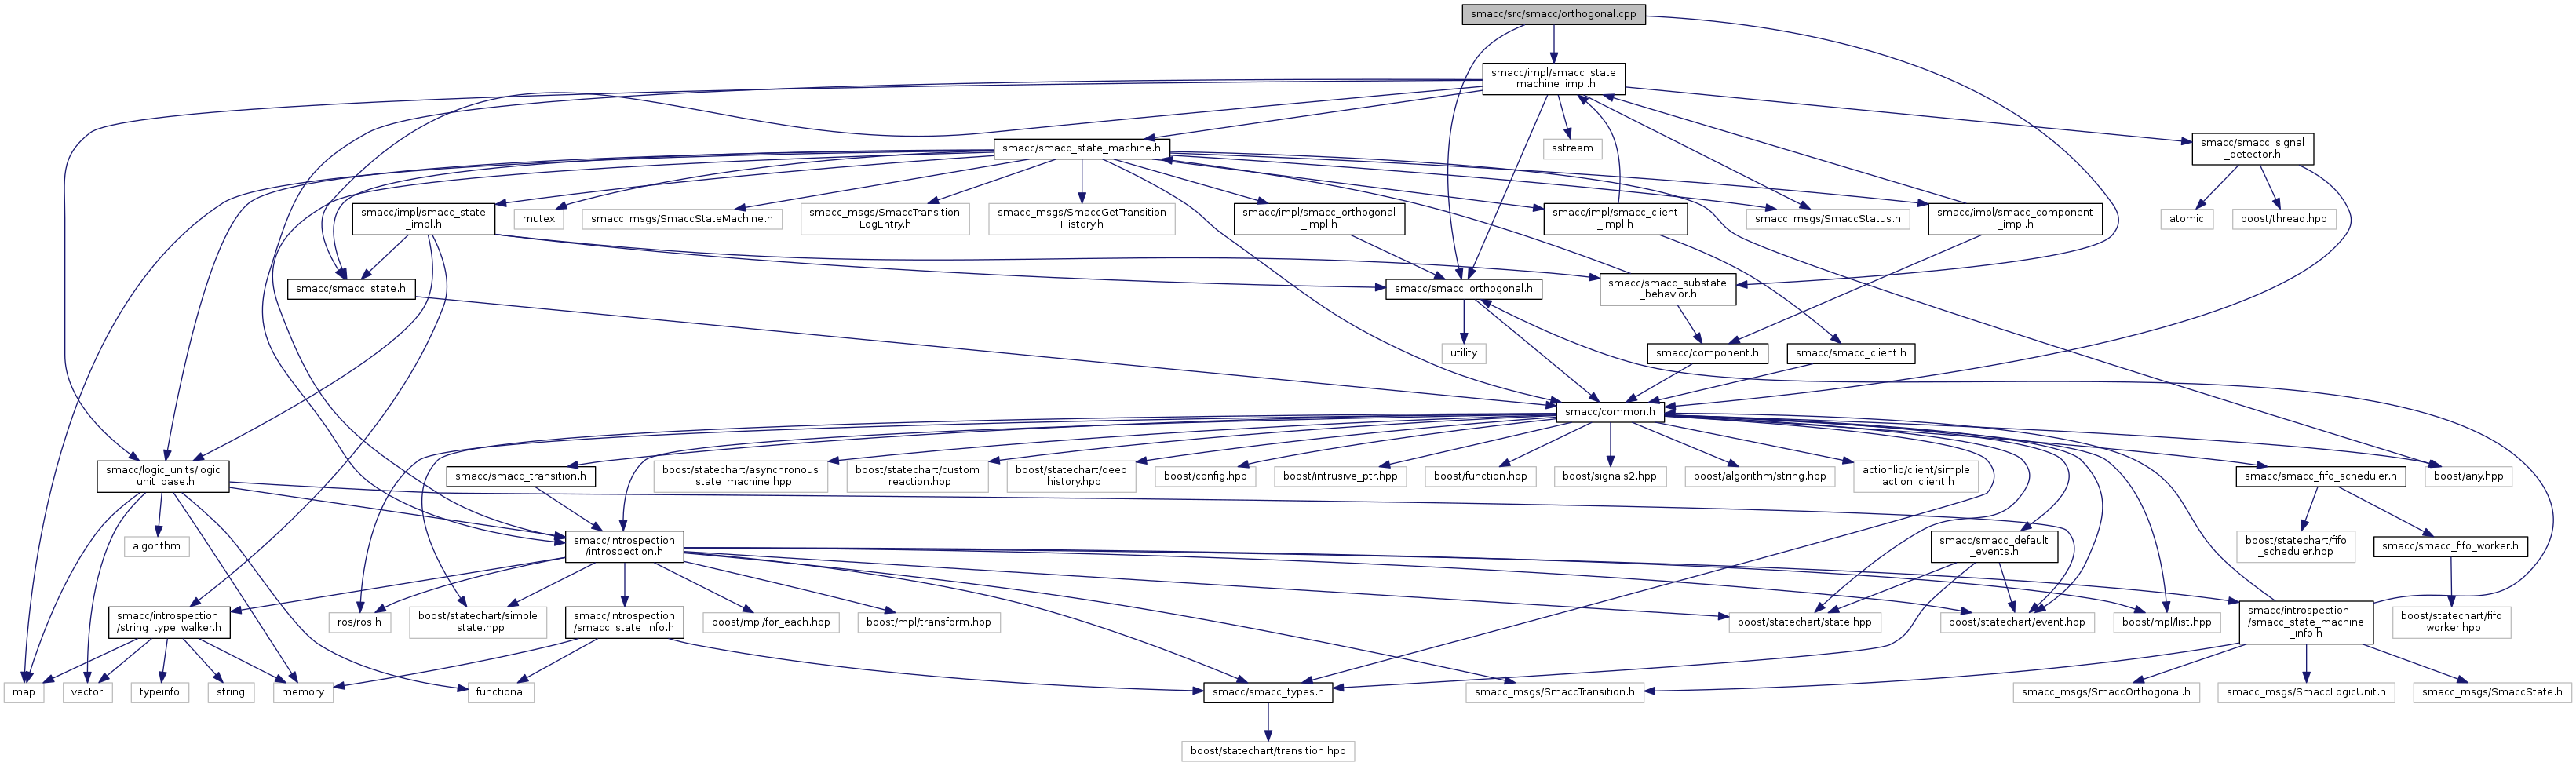 smacc/src/smacc/orthogonal.cpp
smacc/impl/smacc_state
_machine_impl.h
smacc/smacc_state_machine.h
sstream
smacc/smacc_signal
_detector.h
smacc/impl/smacc_state
_impl.h
mutex
smacc_msgs/SmaccStateMachine.h
smacc_msgs/SmaccTransition
LogEntry.h
smacc_msgs/SmaccGetTransition
History.h
smacc/impl/smacc_orthogonal
_impl.h
smacc/impl/smacc_client
_impl.h
smacc_msgs/SmaccStatus.h
smacc/impl/smacc_component
_impl.h
atomic
boost/thread.hpp
smacc/smacc_state.h
smacc/smacc_orthogonal.h
smacc/smacc_substate
_behavior.h
utility
smacc/component.h
smacc/smacc_client.h
smacc/common.h
smacc/logic_units/logic
_unit_base.h
smacc/smacc_transition.h
boost/statechart/asynchronous
_state_machine.hpp
boost/statechart/custom
_reaction.hpp
boost/statechart/deep
_history.hpp
boost/config.hpp
boost/intrusive_ptr.hpp
boost/function.hpp
boost/signals2.hpp
boost/algorithm/string.hpp
actionlib/client/simple
_action_client.h
smacc/smacc_fifo_scheduler.h
boost/any.hpp
algorithm
smacc/introspection
/introspection.h
smacc/smacc_default
_events.h
boost/statechart/fifo
_scheduler.hpp
smacc/smacc_fifo_worker.h
smacc/introspection
/string_type_walker.h
ros/ros.h
boost/statechart/simple
_state.hpp
smacc/introspection
/smacc_state_info.h
boost/mpl/for_each.hpp
boost/mpl/transform.hpp
boost/statechart/state.hpp
boost/statechart/event.hpp
boost/mpl/list.hpp
smacc/introspection
/smacc_state_machine
_info.h
boost/statechart/fifo
_worker.hpp
map
vector
typeinfo
string
memory
functional
smacc/smacc_types.h
smacc_msgs/SmaccTransition.h
smacc_msgs/SmaccOrthogonal.h
smacc_msgs/SmaccLogicUnit.h
smacc_msgs/SmaccState.h
boost/statechart/transition.hpp